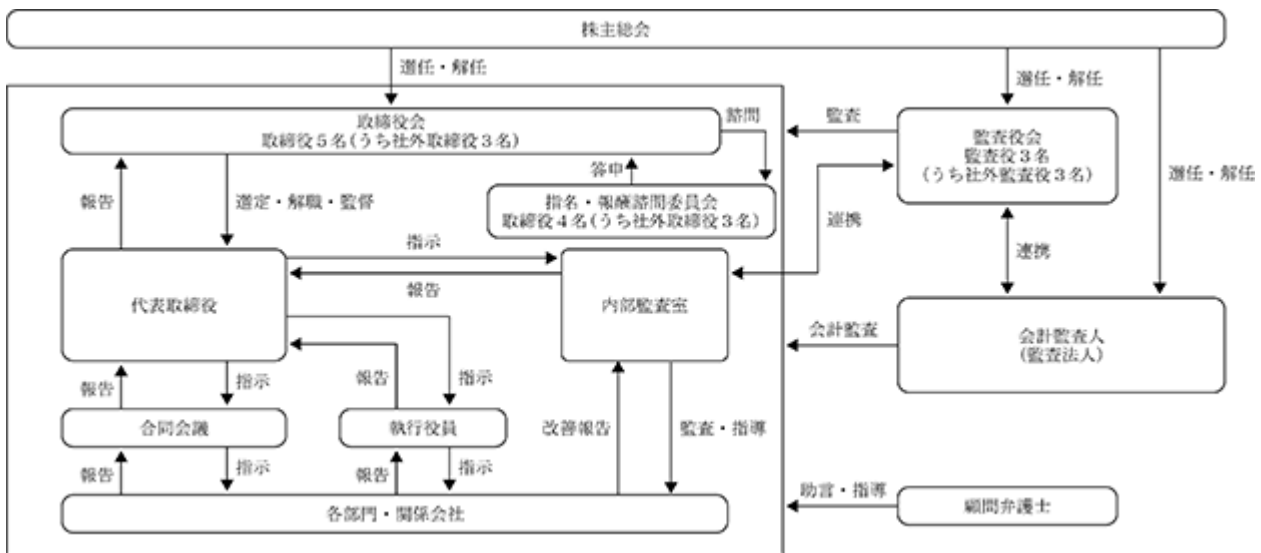 株主総会
選任・解任
選任・解任
選任・解任
取締役会
取締役5名(うち社外取締役3名)
諮問
監査
監査役会
監査役3名
(うち社外監査役3名)
答申
報告
選定・解職・監督
指名・報酬諮問委員会
取締役4名(うち社外取締役3名)
連携
連携
指示
報告
代表取締役
内部監査室
会計監査
会計監査人
(監査法人)
報告
指示
報告
指示
合同会議
執行役員
改善報告
監査・指導
報告
指示
報告
指示
各部門・関係会社
助言・指導
顧問弁護士